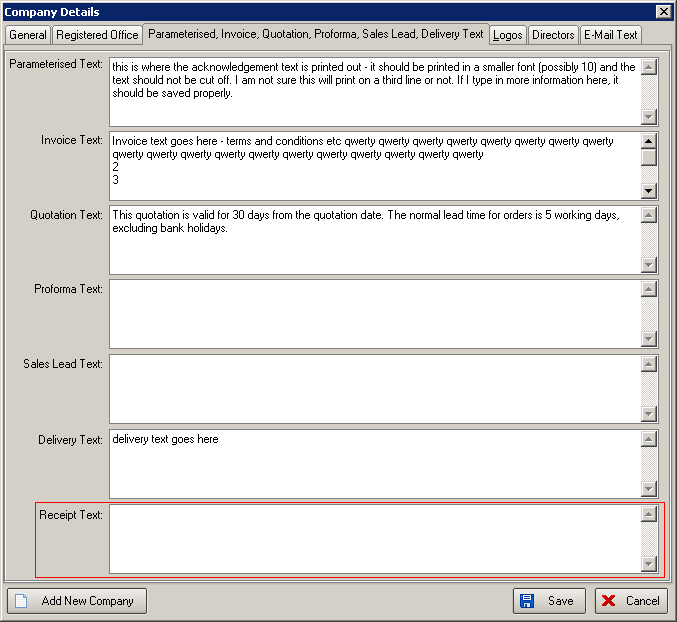 Company Details
General Registered Office Parameterised, Invoice, Quotation, Proforma, Sales Lead, Delivery Text Logos Directors E-Mail Text
Parameterised Text:
this is where the acknowledgement text is printed out - it should be printed in a smaller font (possibly 10) and the
text should not be cut off. I am not sure this will print on a third line or not. If I type in more information here, it
should be saved properly.
Invoice Text:
Invoice text goes here - terms and conditions etc qwerty qwerty qwerty qwerty qwerty qwerty qwerty qwerty
qwerty qwerty qwerty qwerty qwerty qwerty qwerty qwerty qwerty qwerty qwerty
2
3
Quotation Text:
This quotation is valid for 30 days from the quotation date. The normal lead time for orders is 5 working days,
excluding bank holidays.
Proforma Text:
Sales Lead Text:
Delivery Text:
delivery text goes here
Receipt Text:
Add New Company Save Cancel